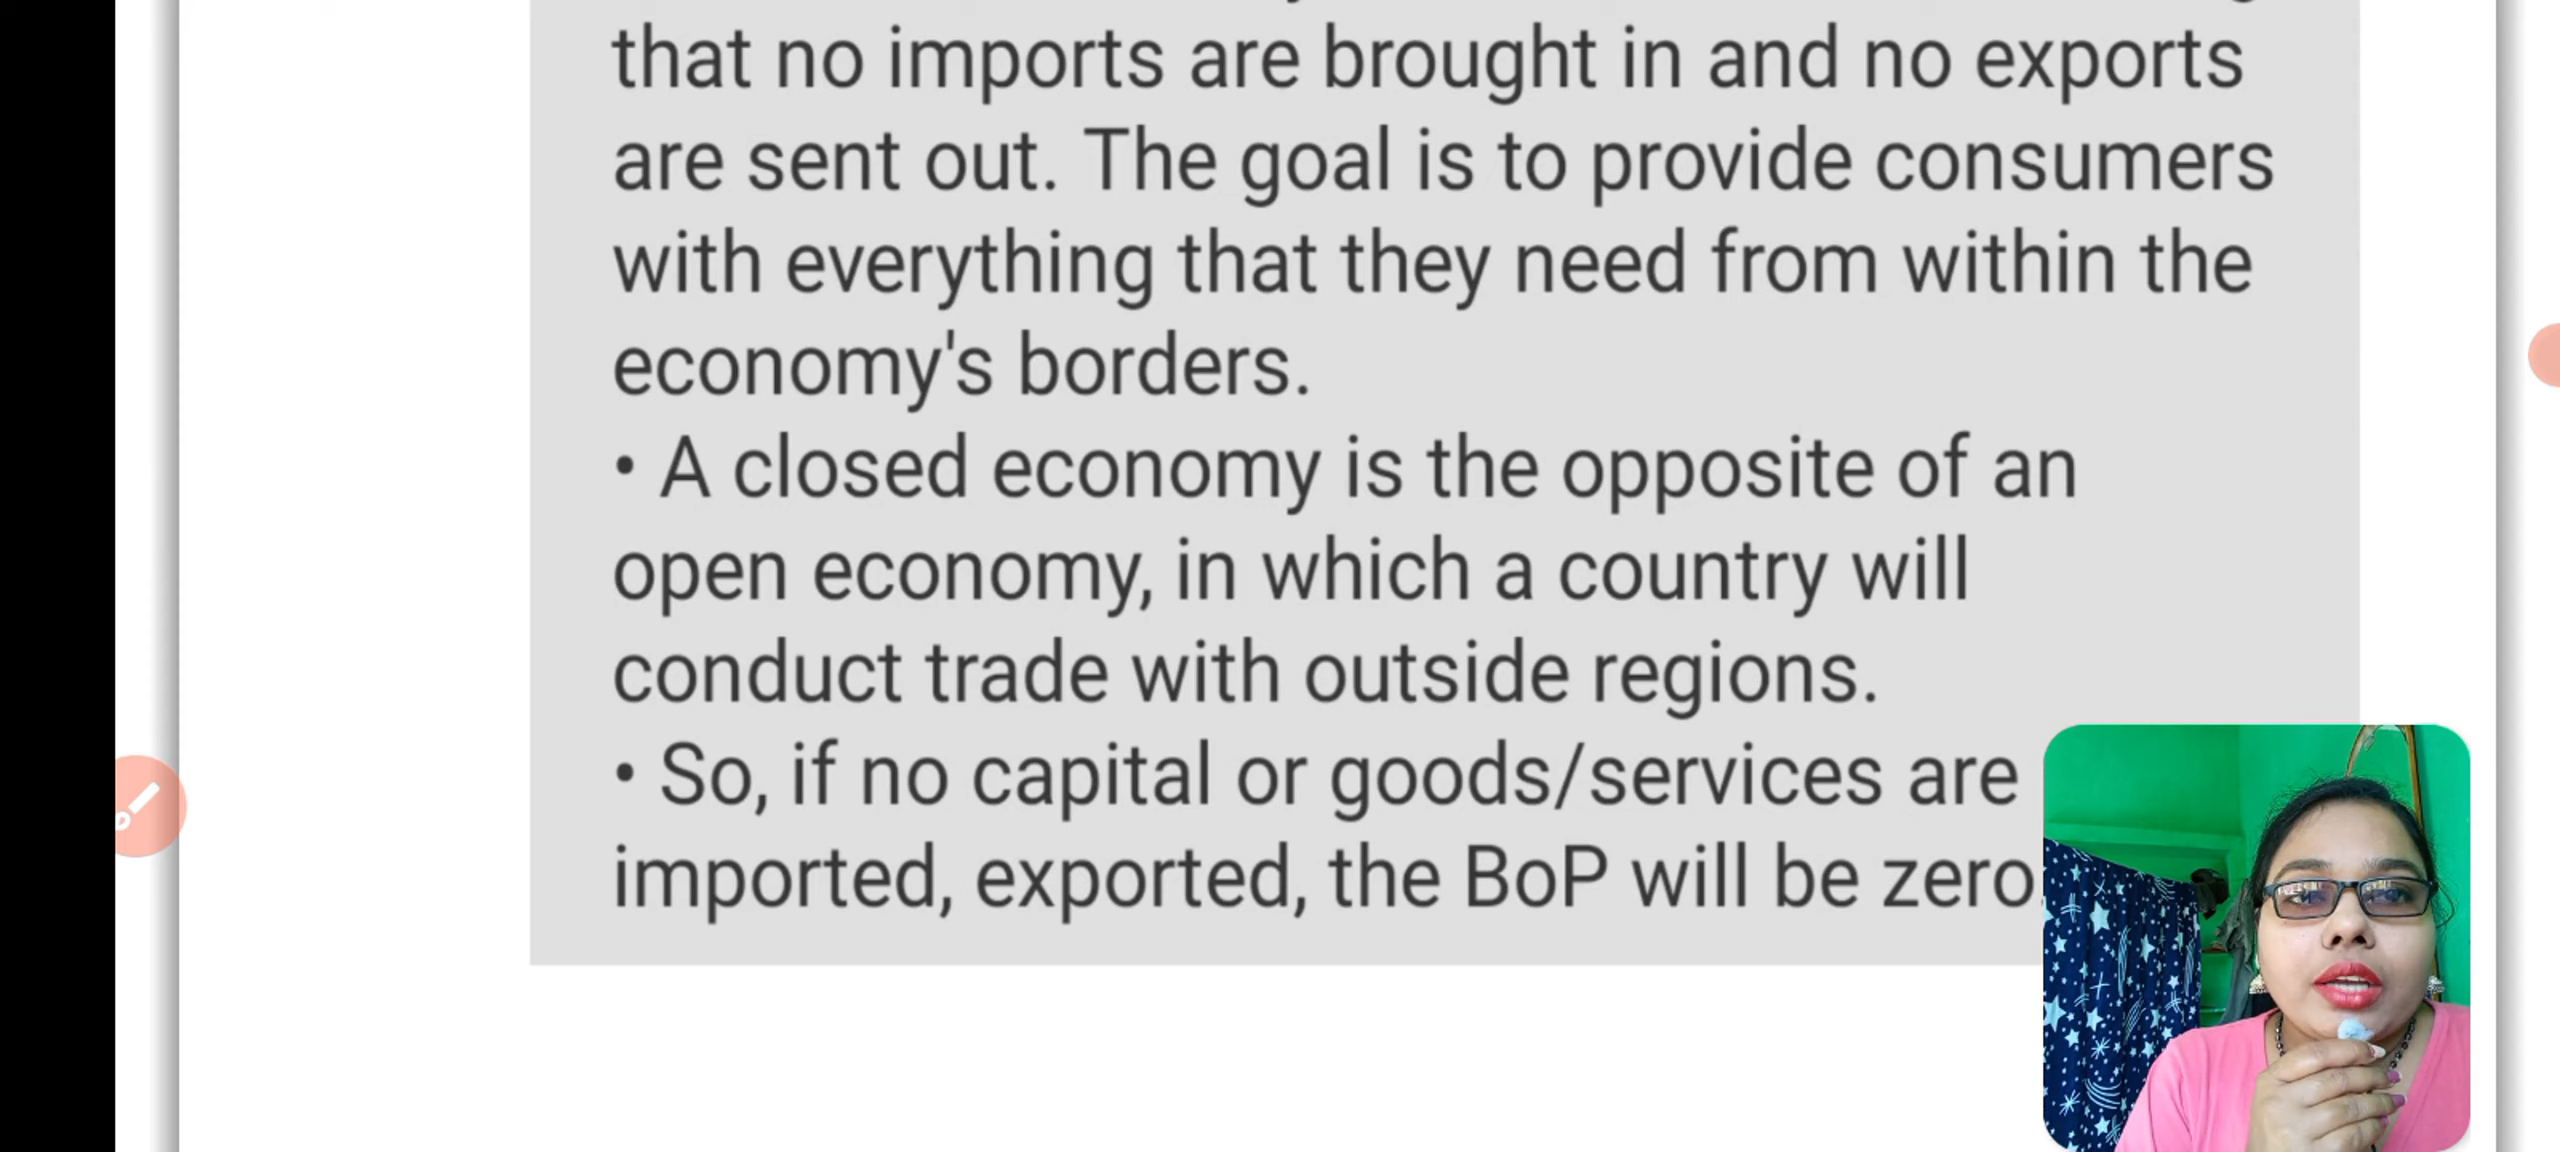 that no imports are brought in and no exports
are sent out. The goal is to provide consumers
with everything that they need from within the
economy's borders.
• A closed economy is the opposite of an
open economy, in which a country will
conduct trade with outside regions.
• So, if no capital or goods/services are
imported, exported, the BoP will be zero.